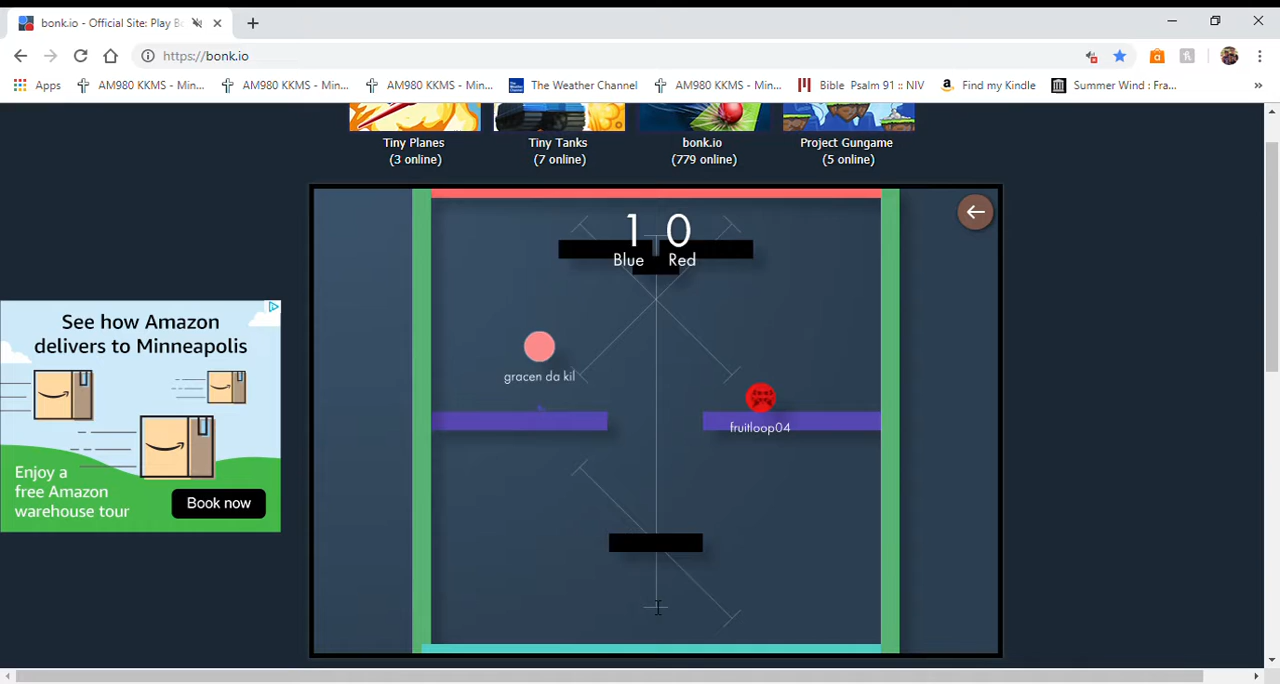 bonk.io - Official Site: Play Bo
https://bonk.io
Apps
AM980 KKMS - Min...
AM980 KKMS - Min...
AM980 KKMS - Min...
The Weather Channel
AM980 KKMS - Min...
Bible Psalm 91 :: NIV
Find my Kindle
Summer Wind : Fra...
»
Tiny Planes
(3 online)
Tiny Tanks
(7 online)
bonk.io
(779 online)
Project Gungame
(5 online)
1 0
Blue Red
gracen da kil
fruitloop04
See how Amazon
delivers to Minneapolis
Enjoy a
free Amazon
warehouse tour
Book now